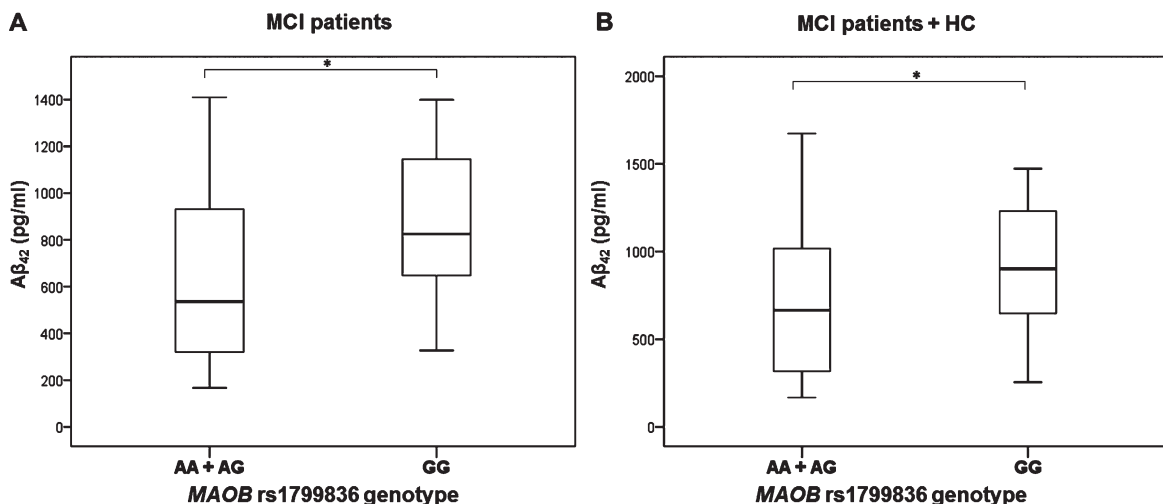 A
MCI patients
*
1400
1200
1000
800
600
400
200
0
Aβ42 (pg/ml)
AA + AG
GG
MAOB rs1799836 genotype
B
MCI patients + HC
*
2000
1500
1000
500
0
Aβ42 (pg/ml)
AA + AG
GG
MAOB rs1799836 genotype